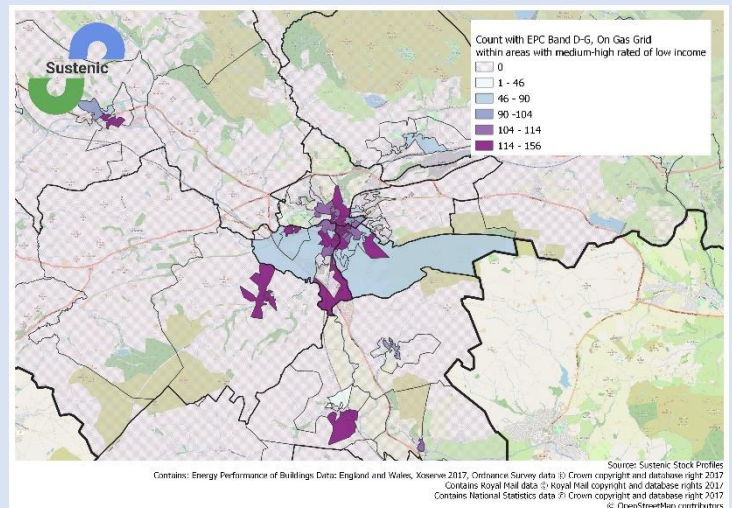 Sustenic
Count with EPC Band D-G, On Gas Grid
within areas with medium-high rated of low income
0
1 - 46
46 - 90
90 -104
104 - 114
114 - 156
Source: Sustenic Stock Profiles
Contains: Energy Performance of Buildings Data: England and Wales, Xoserve 2017, Ordnance Survey data © Crown copyright and database right 2017
Contains Royal Mail data © Royal Mail copyright and database rights 2017
Contains National Statistics data © Crown copyright and database right 2017
© OpenStreetMap contributors